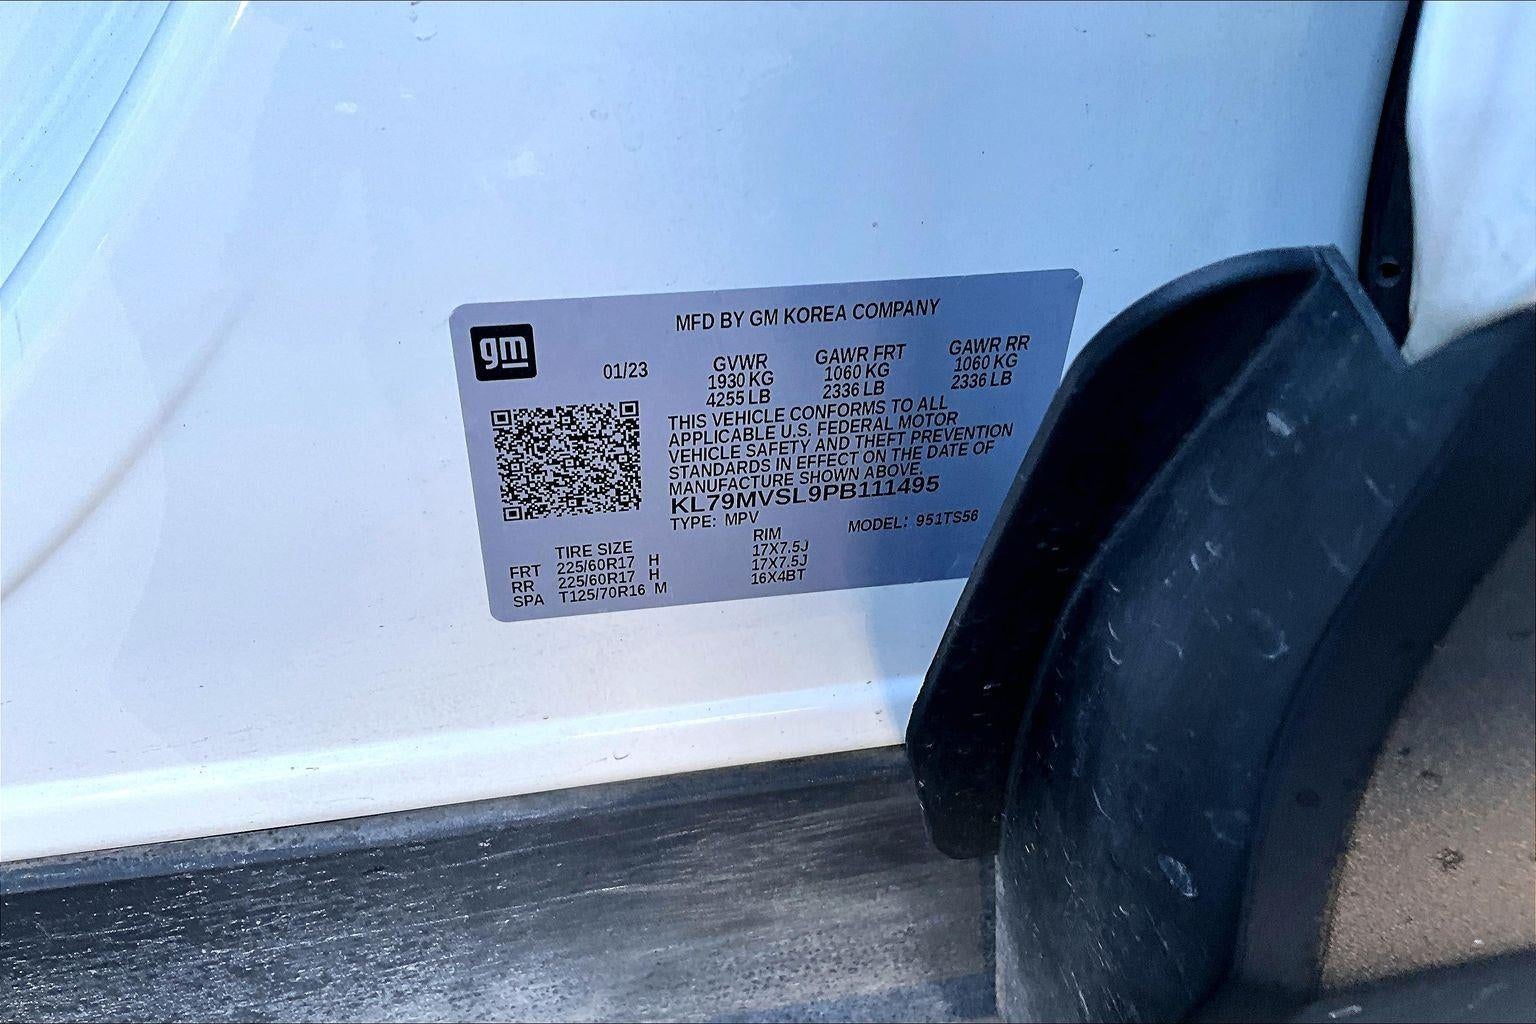 MFD BY GM KOREA COMPANY
gm
01/23
GVWR GAWR FRT GAWR RR
1930 KG 1060 KG 1060 KG
4255 LB 2336 LB 2336 LB
THIS VEHICLE CONFORMS TO ALL
APPLICABLE U.S. FEDERAL MOTOR
VEHICLE SAFETY AND THEFT PREVENTION
STANDARDS IN EFFECT ON THE DATE OF
MANUFACTURE SHOWN ABOVE.
KL79MVSL9PB111495
TYPE: MPV MODEL: 951TS56
TIRE SIZE RIM
FRT 225/60R17 H 17X7.5J
RR 225/60R17 H 17X7.5J
SPA T125/70R16 M 16X4BT